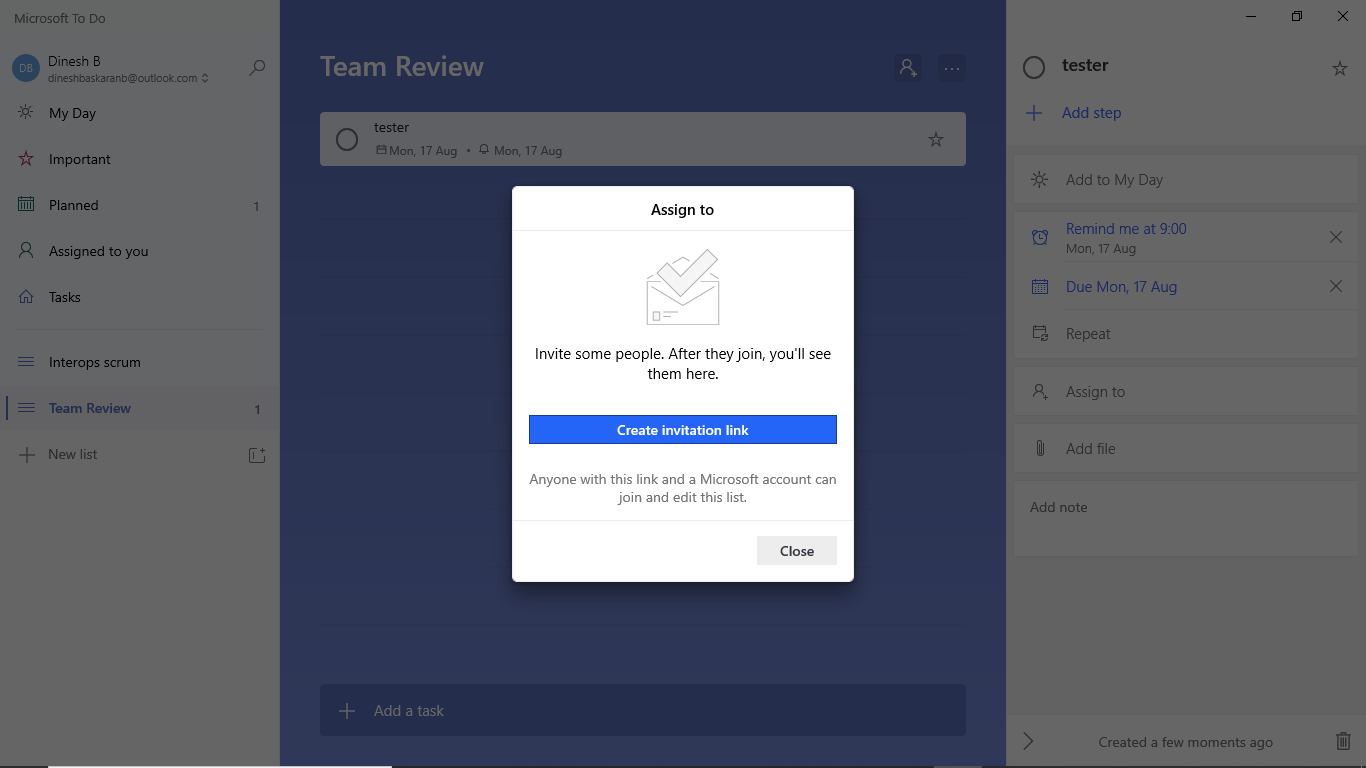 Microsoft To Do
DB
Dinesh B
dineshbaskaranb@outlook.com
My Day
Important
Planned 1
Assigned to you
Tasks
Interops scrum
Team Review 1
New list
Team Review
tester
Mon, 17 Aug • Mon, 17 Aug
Assign to
Invite some people. After they join, you'll see
them here.
Create invitation link
Anyone with this link and a Microsoft account can
join and edit this list.
Close
Add a task
tester
Add step
Add to My Day
Remind me at 9:00
Mon, 17 Aug
Due Mon, 17 Aug
Repeat
Assign to
Add file
Add note
Created a few moments ago